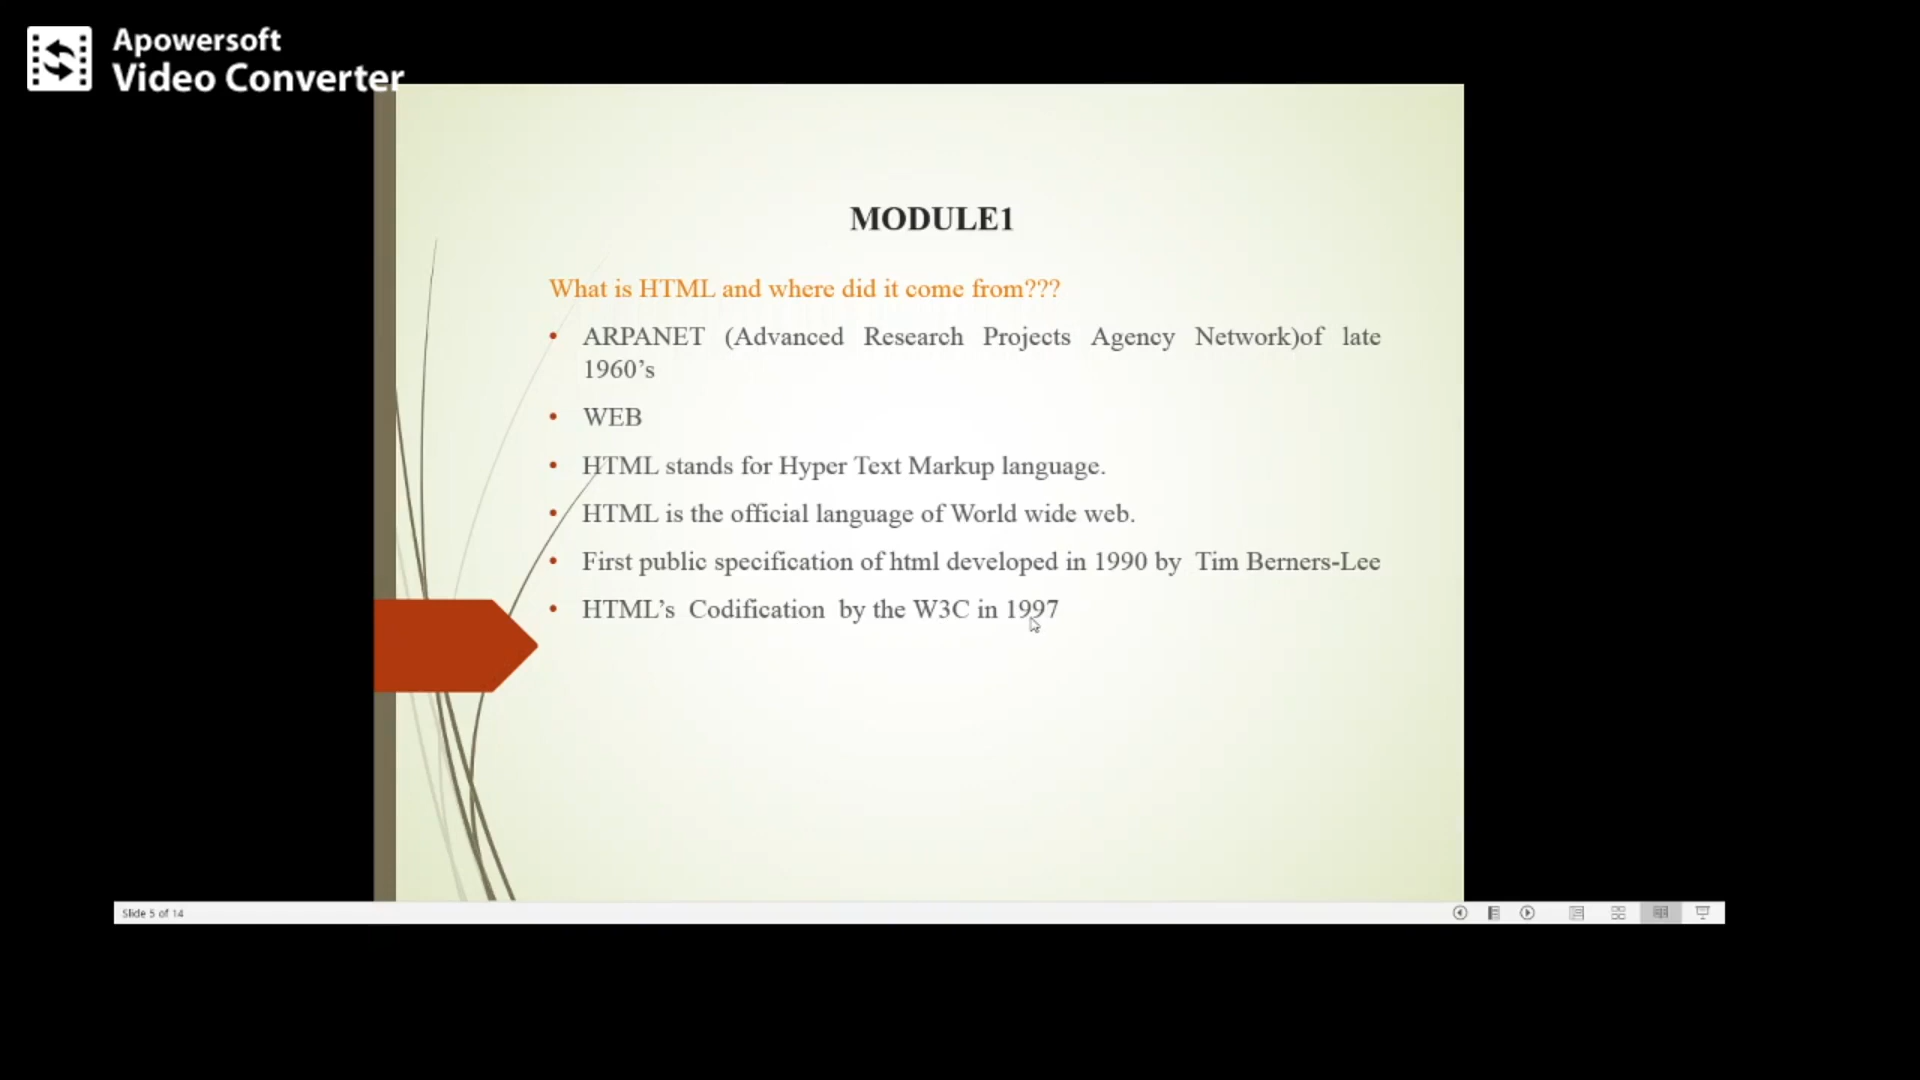 Apowersoft
Video Converter
MODULE1
What is HTML and where did it come from???
• ARPANET (Advanced Research Projects Agency Network)of late
1960’s
• WEB
• HTML stands for Hyper Text Markup language.
• HTML is the official language of World wide web.
• First public specification of html developed in 1990 by Tim Berners-Lee
• HTML’s Codification by the W3C in 1997
Slide 5 of 14